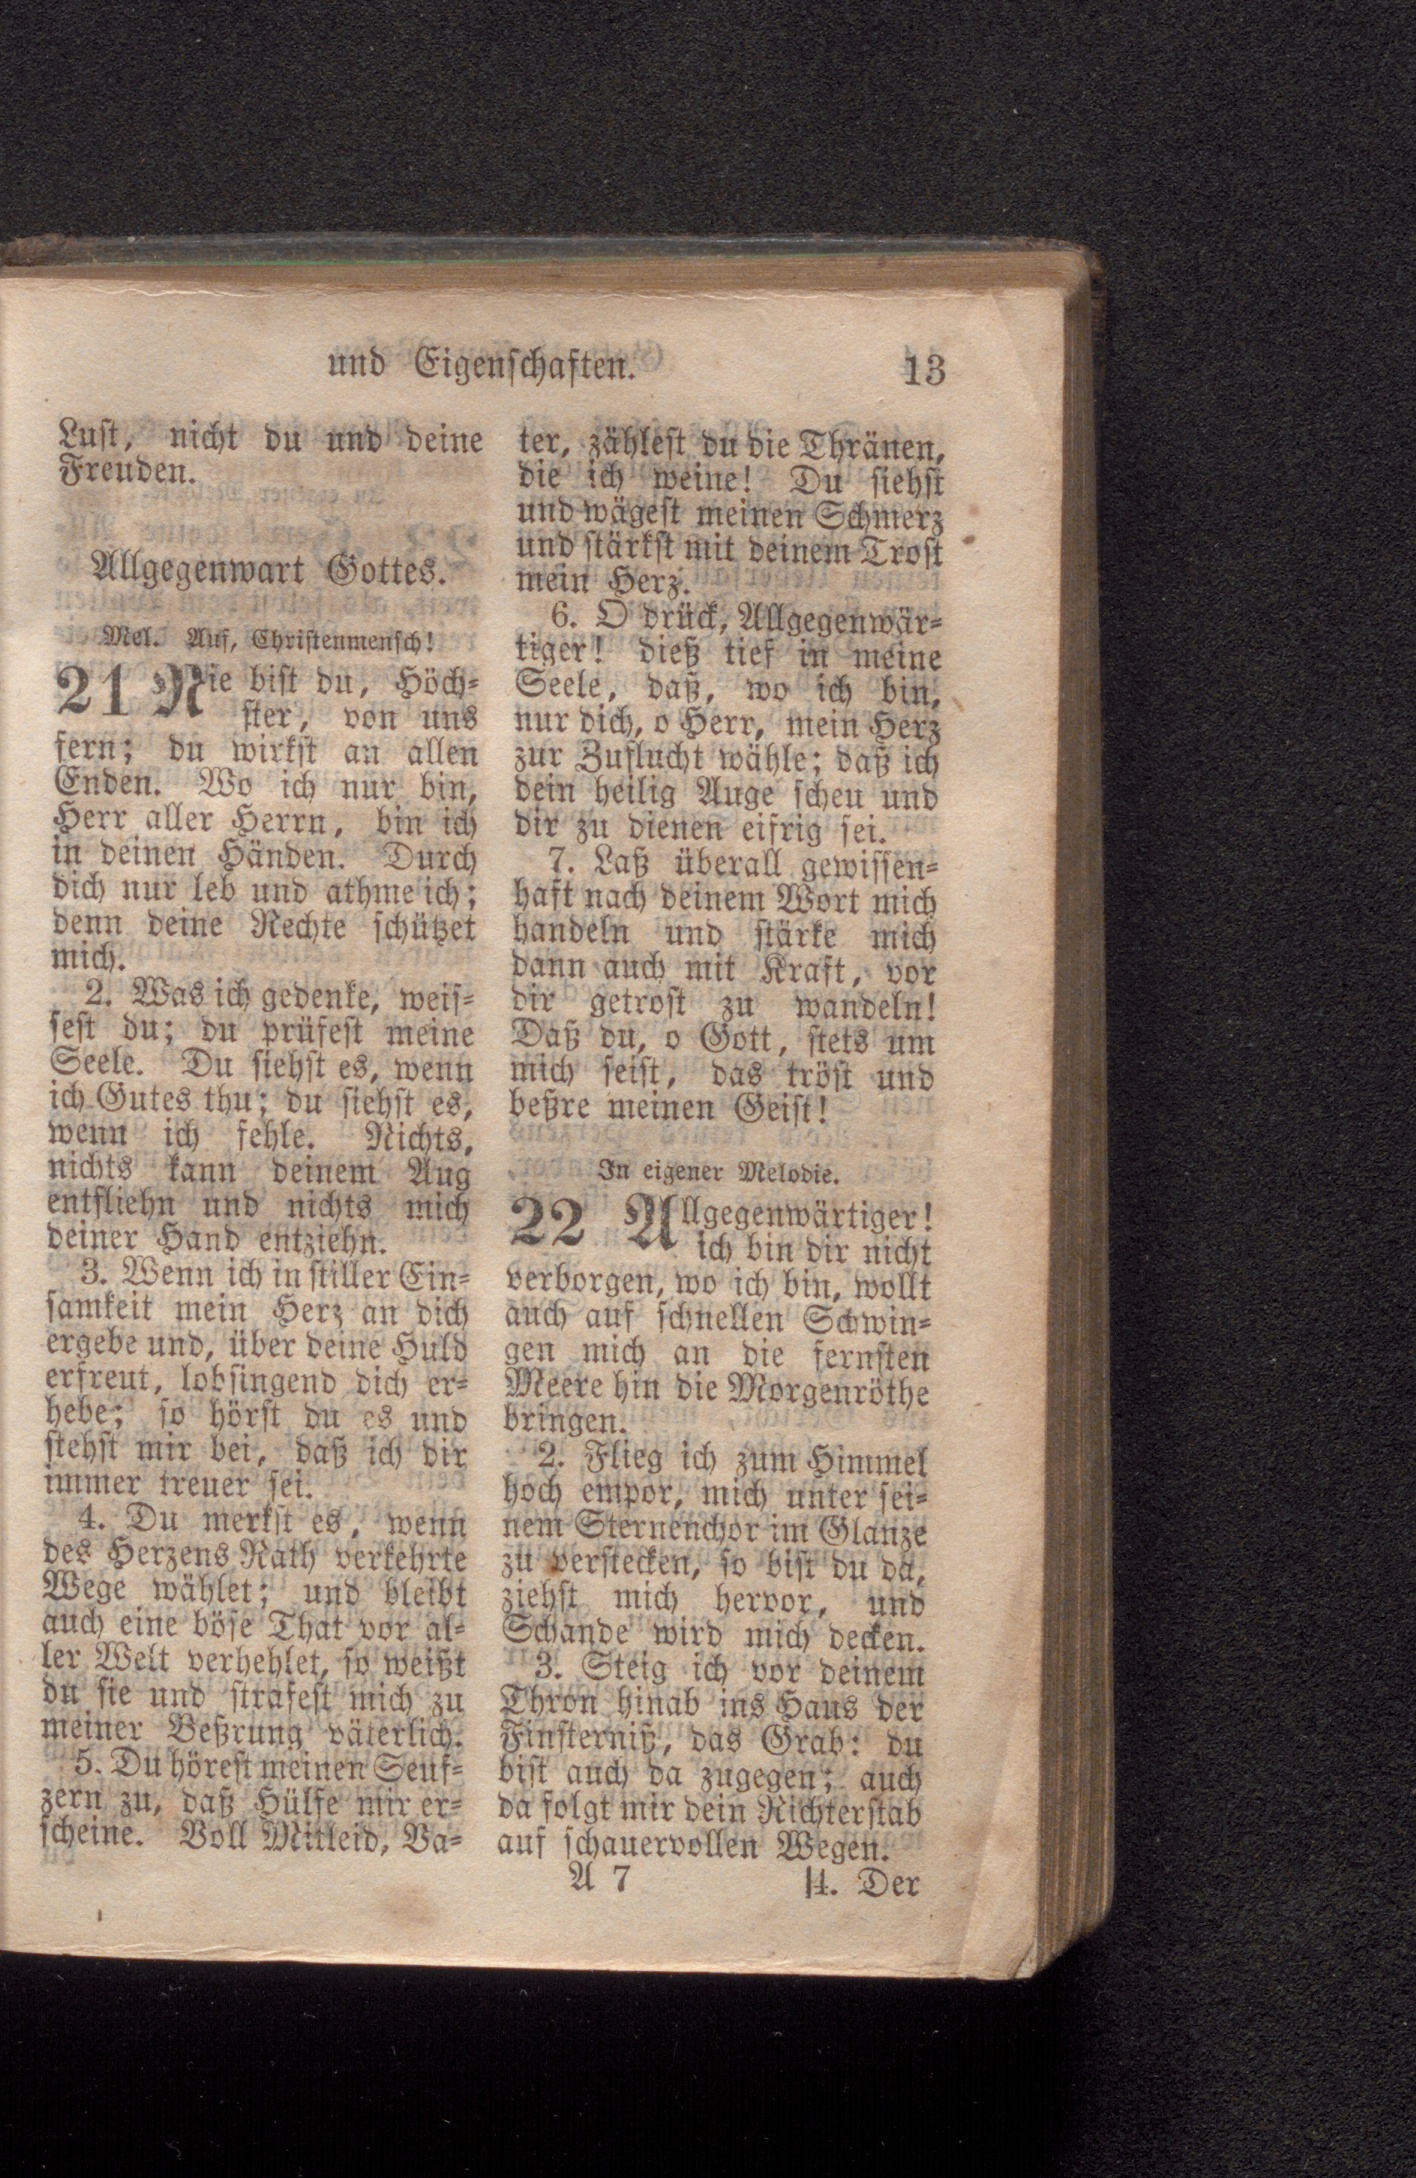 und Eigenschaften.
13
Lust, nicht du und deine
Freuden.
Allgegenwart Gottes.
Mel. Auf, Christenmensch!
21 Nie bist du, Höch-
ster, von uns
fern; du wirkst an allen
Enden. Wo ich nur bin,
Herr aller Herrn, bin ich
in deinen Händen. Durch
dich nur leb und athme ich;
denn deine Rechte schützet
mich.
2. Was ich gedenke, weis-
sest du; du prüfest meine
Seele. Du siehst es, wenn
ich Gutes thu; du siehst es,
wenn ich fehle. Nichts,
nichts kann deinem Aug
entfliehn und nichts mich
deiner Hand entziehn.
3. Wenn ich in stiller Ein-
samkeit mein Herz an dich
ergebe und, über deine Huld
erfreut, lobsingend dich er-
hebe; so hörst du es und
stehst mir bei, daß ich dir
immer treuer sei.
4. Du merkst es, wenn
des Herzens Rath verkehrte
Wege wählet; und bleibt
auch eine böse That vor al-
ler Welt verhehlet, so weißt
du sie und strafest mich zu
meiner Beßrung väterlich.
5. Du hörest meinen Seuf-
zern zu, daß Hülfe mir er-
scheine. Voll Mitleid, Va-
ter, zählest du die Thränen,
die ich weine! Du siehst
und wägest meinen Schmerz
und stärkst mit deinem Trost
mein Herz.
6. O drück, Allgegenwär-
tiger! dieß tief in meine
Seele, daß, wo ich bin,
nur dich, o Herr, mein Herz
zur Zuflucht wähle; daß ich
dein heilig Auge scheu und
dir zu dienen eifrig sei.
7. Laß überall gewissen-
haft nach deinem Wort mich
handeln und stärke mich
dann auch mit Kraft, vor
dir getrost zu wandeln!
Daß du, o Gott, stets um
mich seist, das tröst und
beßre meinen Geist!
In eigener Melodie.
22 Allgegenwärtiger!
ich bin dir nicht
verborgen, wo ich bin, wollt
auch auf schnellen Schwin-
gen mich an die fernsten
Meere hin die Morgenröthe
bringen.
2. Flieg ich zum Himmel
hoch empor, mich unter sei-
nem Sternenchor im Glanze
zu verstecken, so bist du da,
ziehst mich hervor, und
Schande wird mich decken.
3. Steig ich vor deinem
Thron hinab ins Haus der
Finsterniß, das Grab: du
bist auch da zugegen; auch
da folgt mir dein Richterstab
auf schauervollen Wegen.
A 7
4. Der